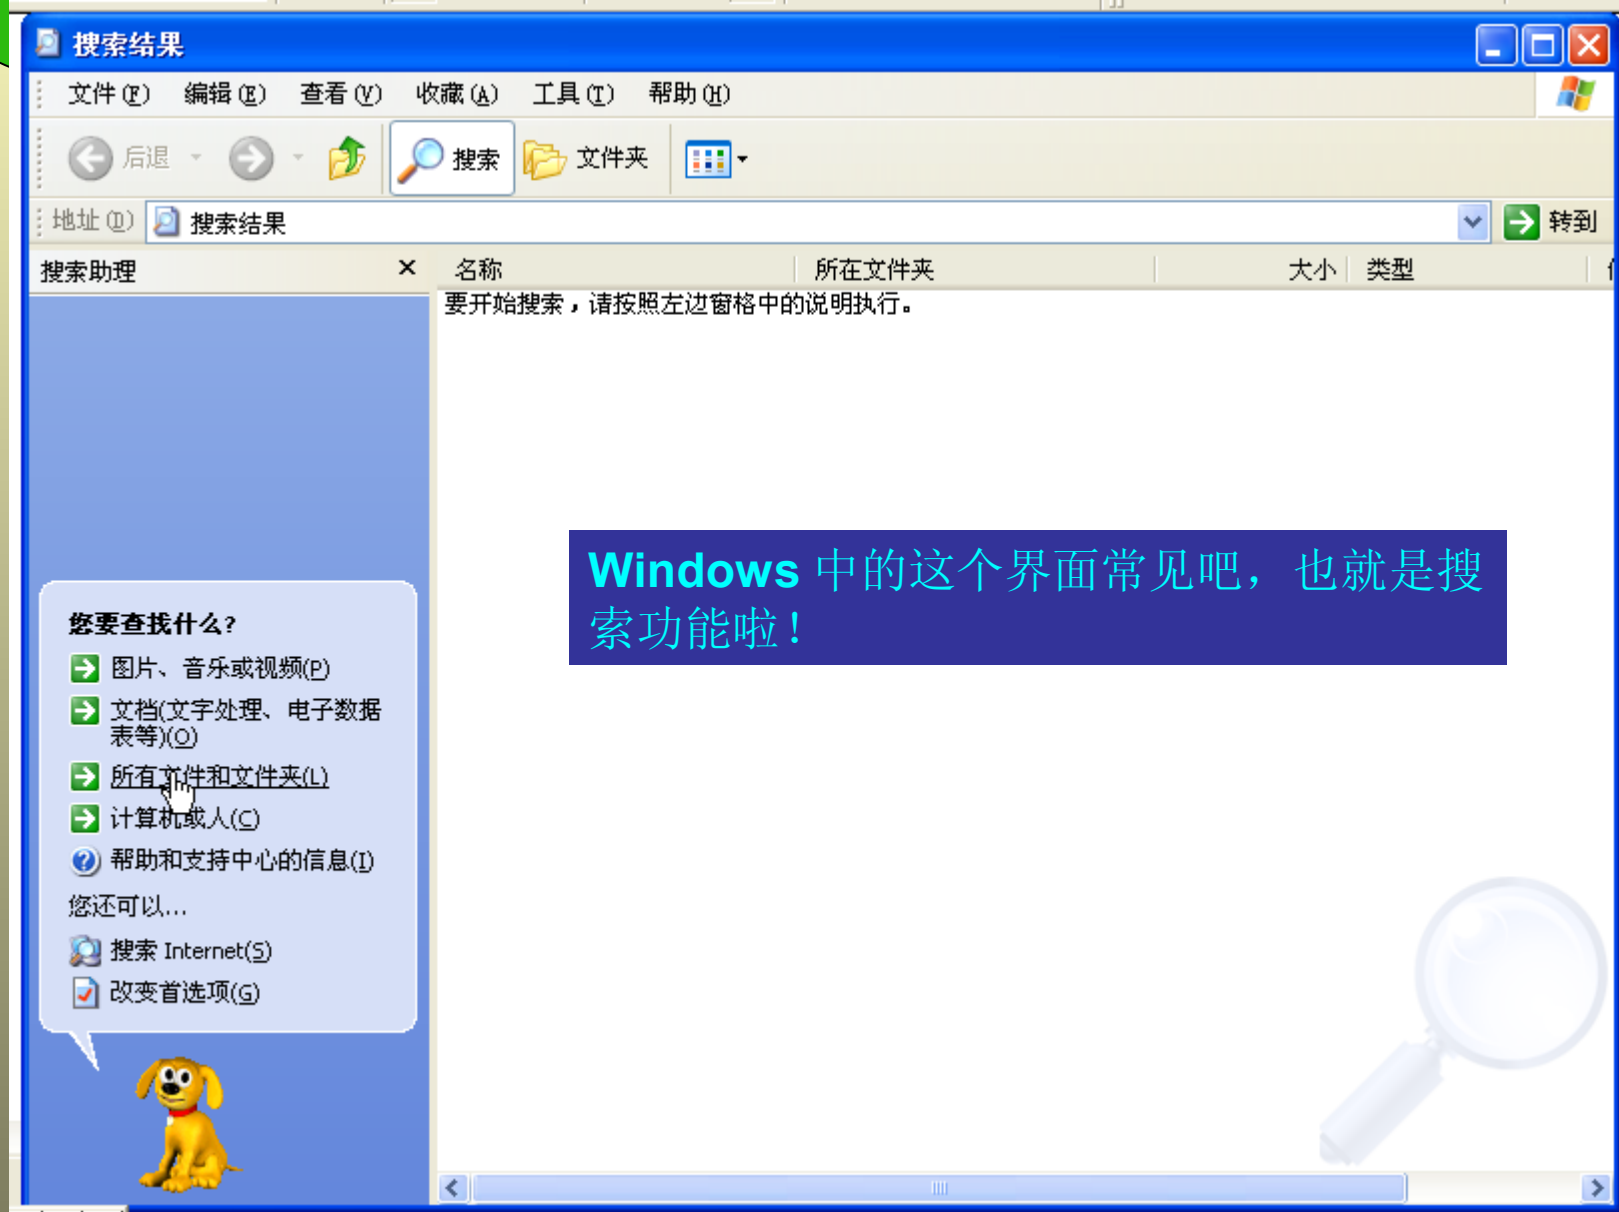 搜索结果
文件(F) 编辑(E) 查看(V) 收藏(A) 工具(T) 帮助(H)
后退 搜索 文件夹
地址(D) 搜索结果 转到
搜索助理 名称 所在文件夹 大小 类型
要开始搜索，请按照左边窗格中的说明执行。
Windows 中的这个界面常见吧，也就是搜
索功能啦！
您要查找什么?
图片、音乐或视频(P)
文档(文字处理、电子数据
表等)(O)
所有文件和文件夹(L)
计算机或人(C)
帮助和支持中心的信息(I)
您还可以...
搜索 Internet(S)
改变首选项(G)